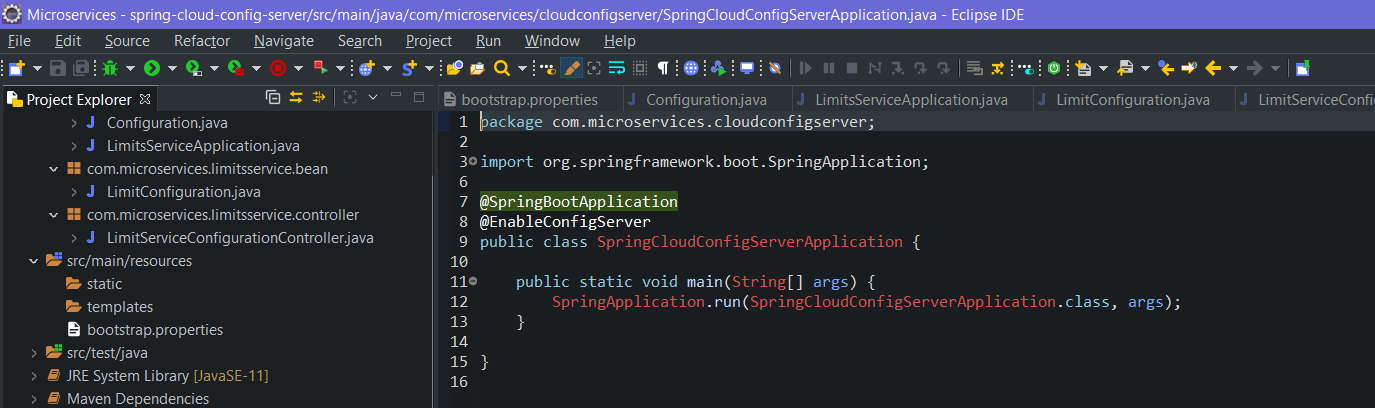 Microservices - spring-cloud-config-server/src/main/java/com/microservices/cloudconfigserver/SpringCloudConfigServerApplication.java - Eclipse IDE
File Edit Source Refactor Navigate Search Project Run Window Help
Project Explorer
Configuration.java
LimitsServiceApplication.java
com.microservices.limitsservice.bean
LimitConfiguration.java
com.microservices.limitsservice.controller
LimitServiceConfigurationController.java
src/main/resources
static
templates
bootstrap.properties
src/test/java
JRE System Library [JavaSE-11]
Maven Dependencies
bootstrap.properties Configuration.java LimitsServiceApplication.java LimitConfiguration.java LimitServiceConfi
1 package com.microservices.cloudconfigserver;
2
3 import org.springframework.boot.SpringApplication;
6
7 @SpringBootApplication
8 @EnableConfigServer
9 public class SpringCloudConfigServerApplication {
10
11 public static void main(String[] args) {
12 SpringApplication.run(SpringCloudConfigServerApplication.class, args);
13 }
14
15 }
16